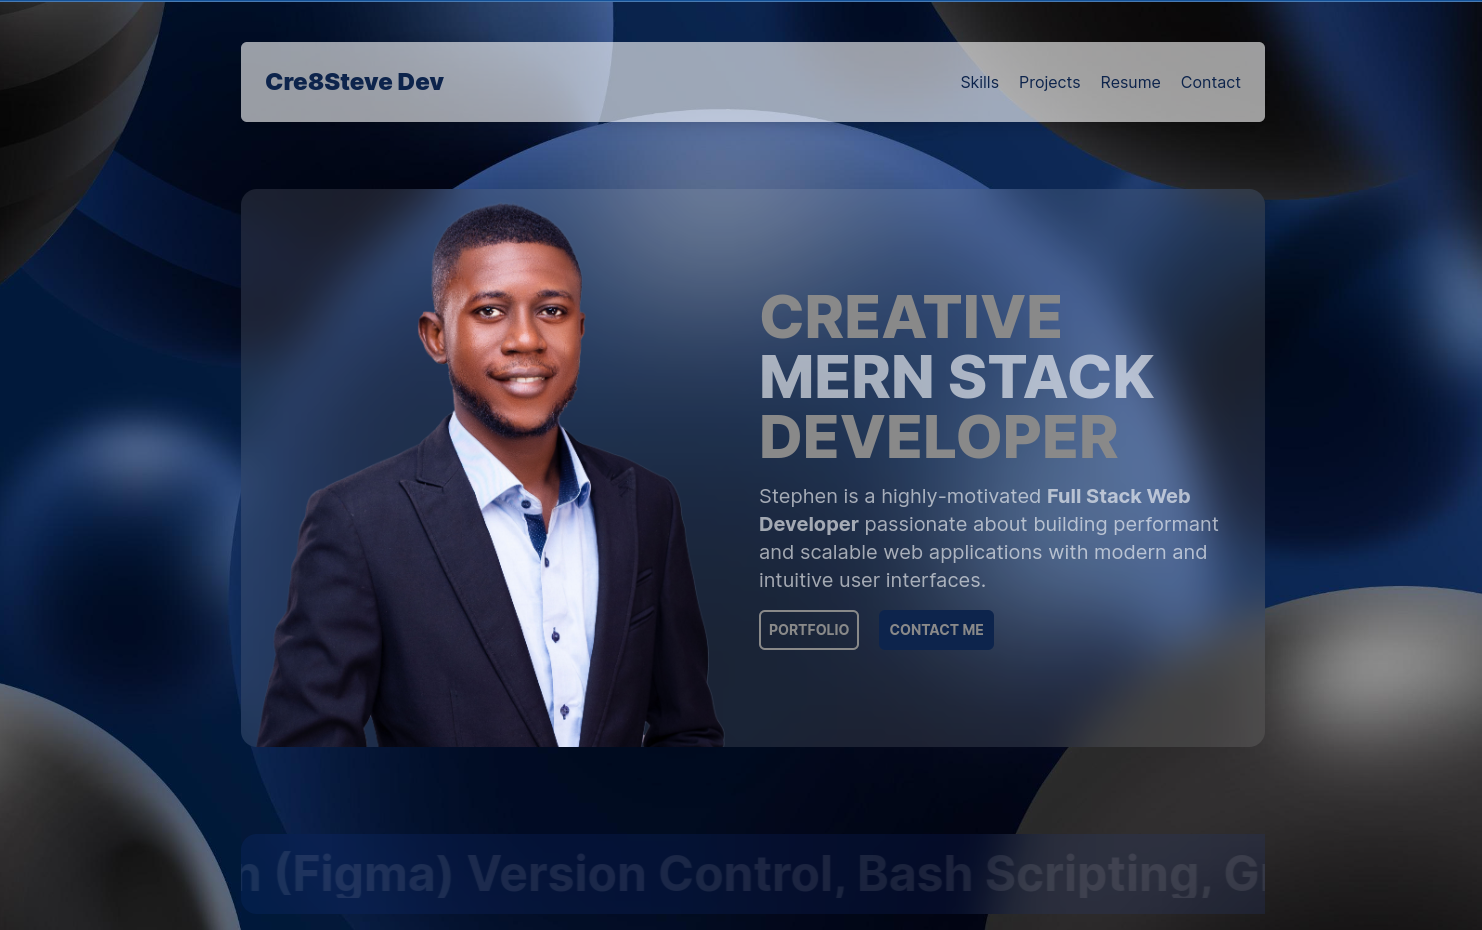 Cre8Steve Dev
Skills Projects Resume Contact
CREATIVE
MERN STACK
DEVELOPER
Stephen is a highly-motivated Full Stack Web
Developer passionate about building performant
and scalable web applications with modern and
intuitive user interfaces.
PORTFOLIO CONTACT ME
(Figma) Version Control, Bash Scripting,